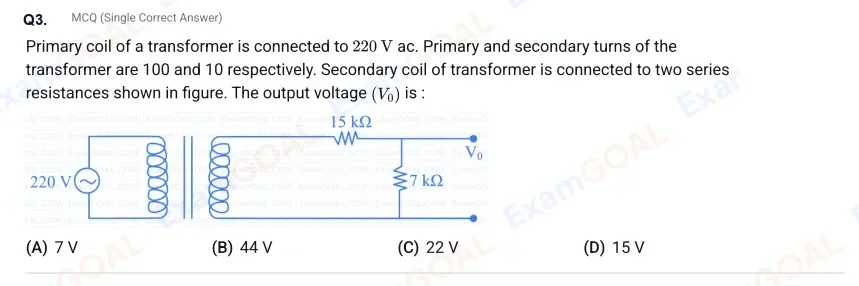 Q3. MCQ (Single Correct Answer)
Primary coil of a transformer is connected to 220 V ac. Primary and secondary turns of the
transformer are 100 and 10 respectively. Secondary coil of transformer is connected to two series
resistances shown in figure. The output voltage (V₀) is :
15 kΩ
V₀
220 V
7 kΩ
(A) 7 V (B) 44 V (C) 22 V (D) 15 V
ExamGOAL